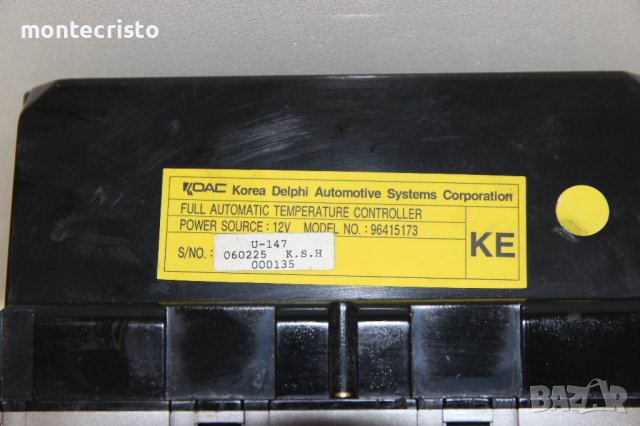 montecristo
KDAC Korea Delphi Automotive Systems Corporation
FULL AUTOMATIC TEMPERATURE CONTROLLER
POWER SOURCE : 12V MODEL NO. : 96415173
KE
U-147
S/NO. : 060225 K.S.H
000135
BAZAR
bg